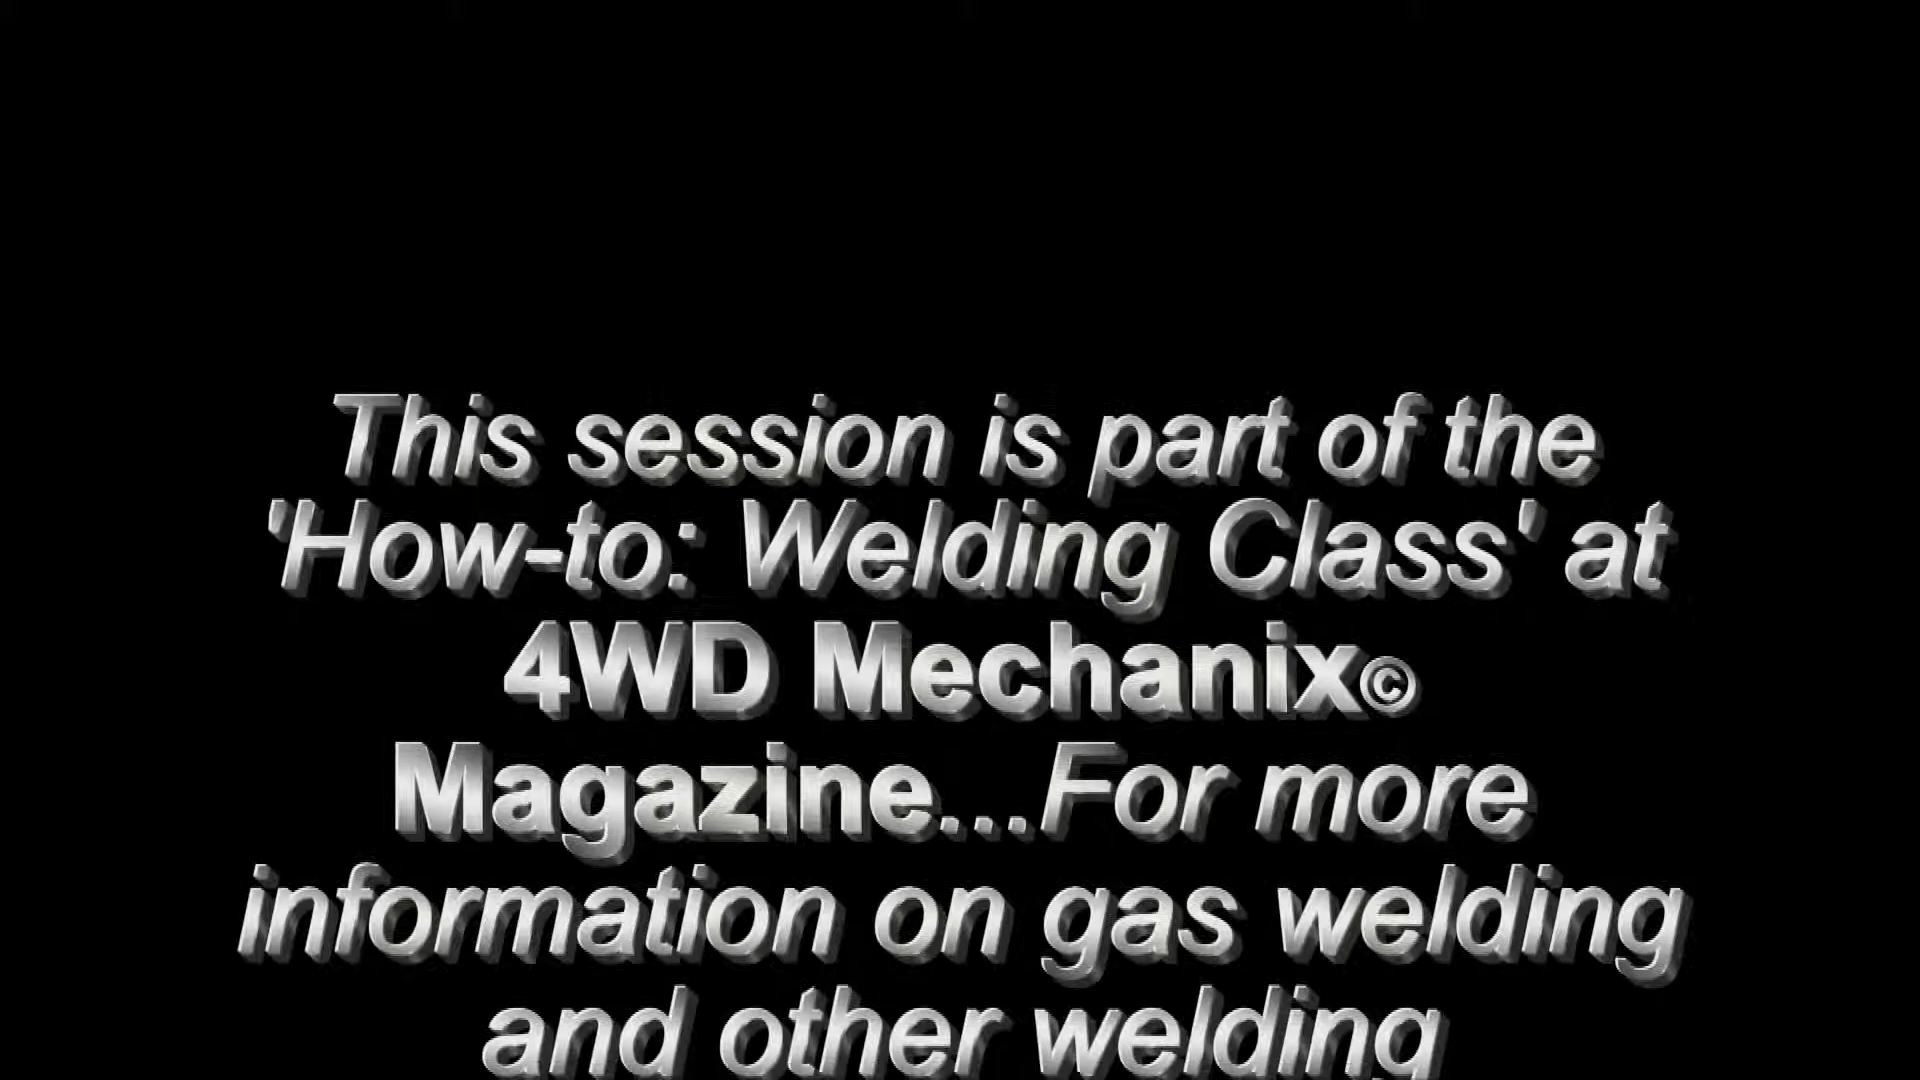 This session is part of the
'How-to: Welding Class' at
4WD Mechanix©
Magazine...For more
information on gas welding
and other welding